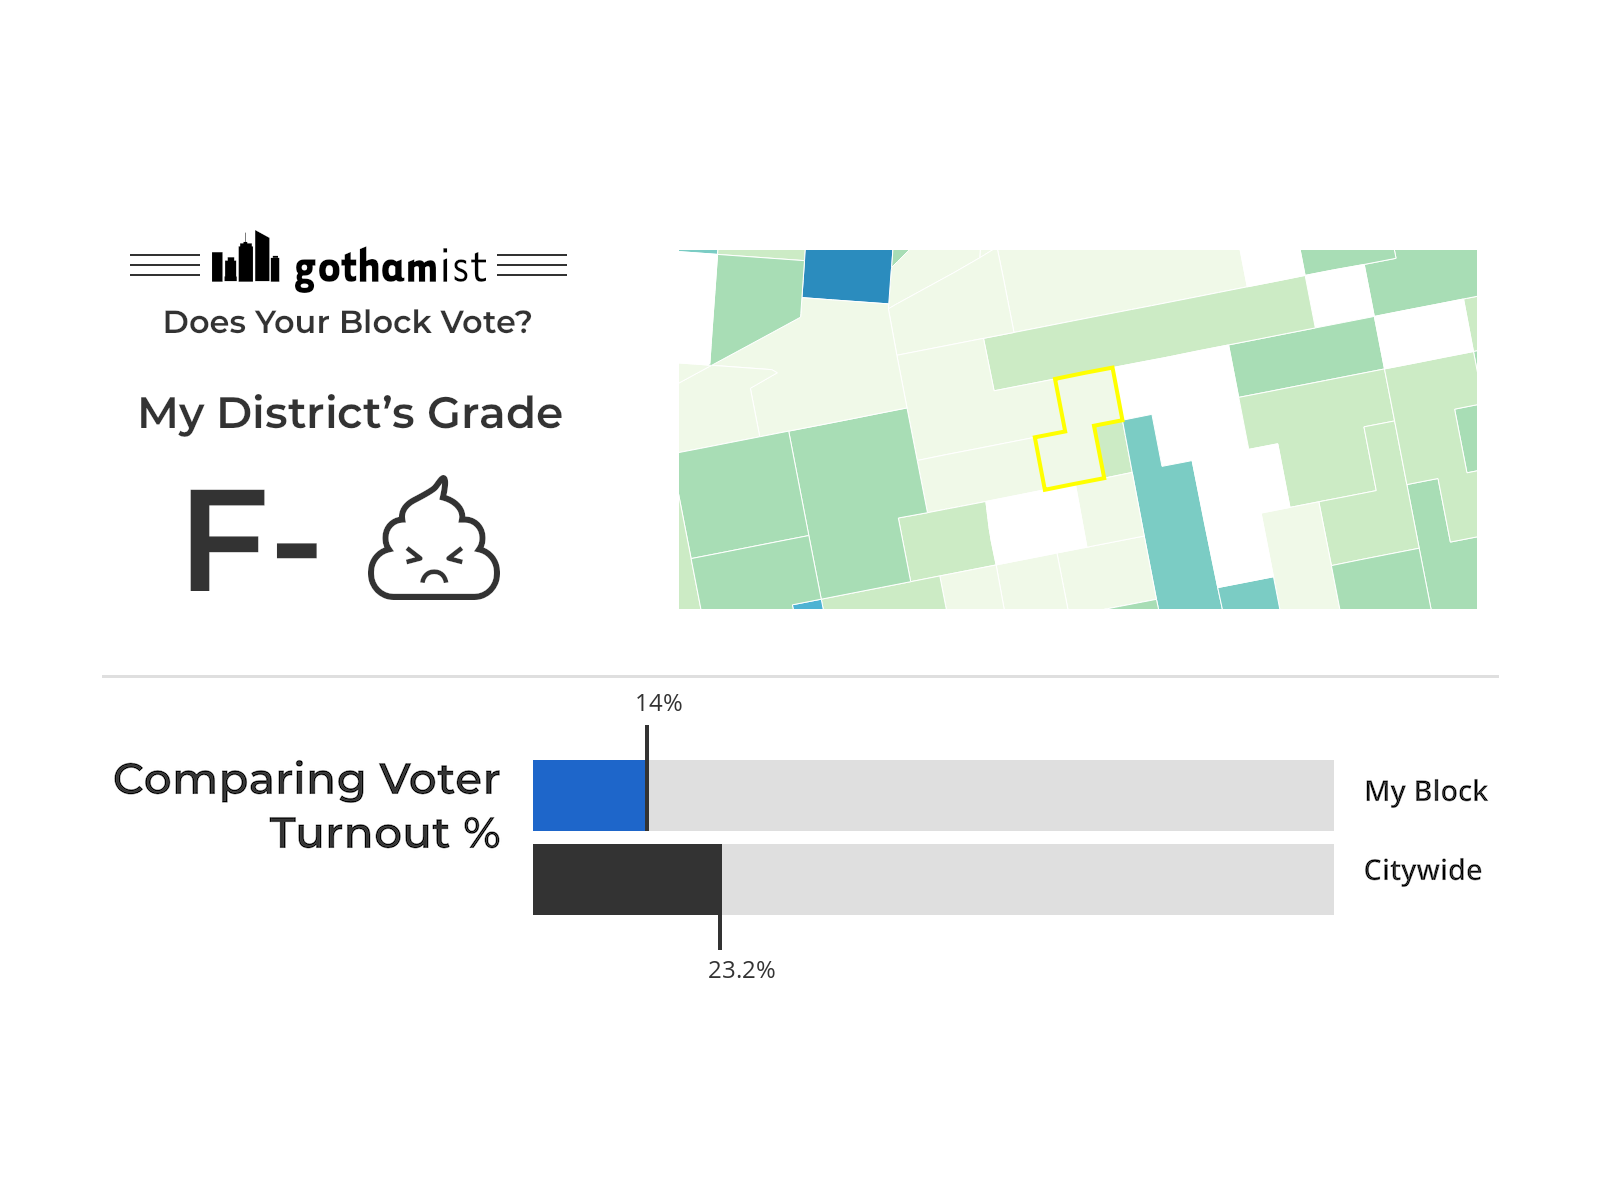 gothamist
Does Your Block Vote?
My District’s Grade
F-
14%
Comparing Voter
Turnout %
My Block
Citywide
23.2%